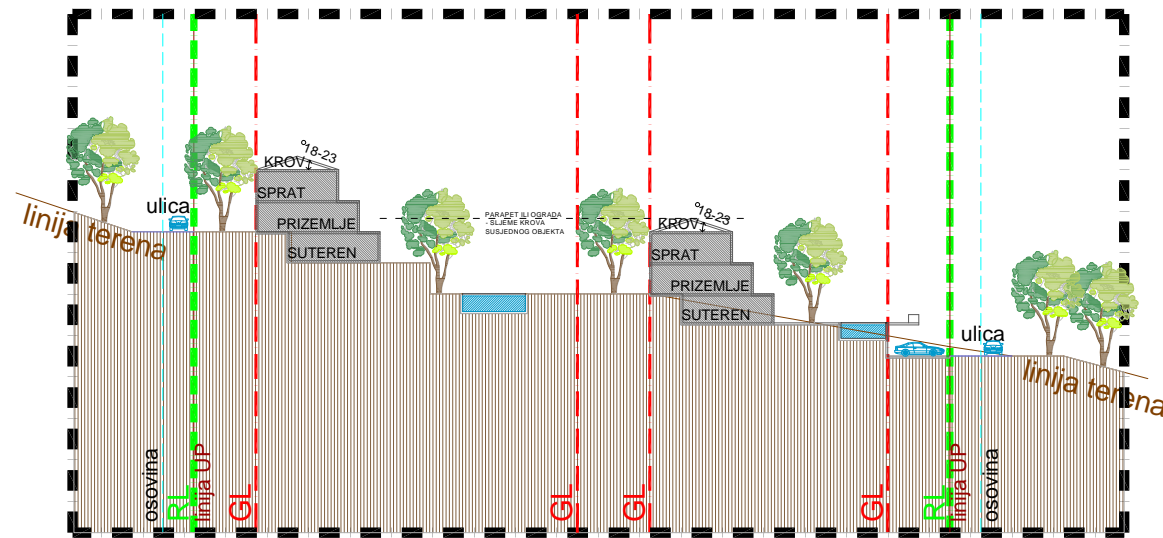 °18-23
KROV
SPRAT
PRIZEMLJE
SUTEREN
ulica
linija terena
PARAPET ILI OGRADA
- SLJEME KROVA
SUSJEDNOG OBJEKTA
°18-23
KROV
SPRAT
PRIZEMLJE
SUTEREN
ulica
linija terena
osovina
RL
linija UP
GL
GL
GL
GL
RL
linija UP
osovina